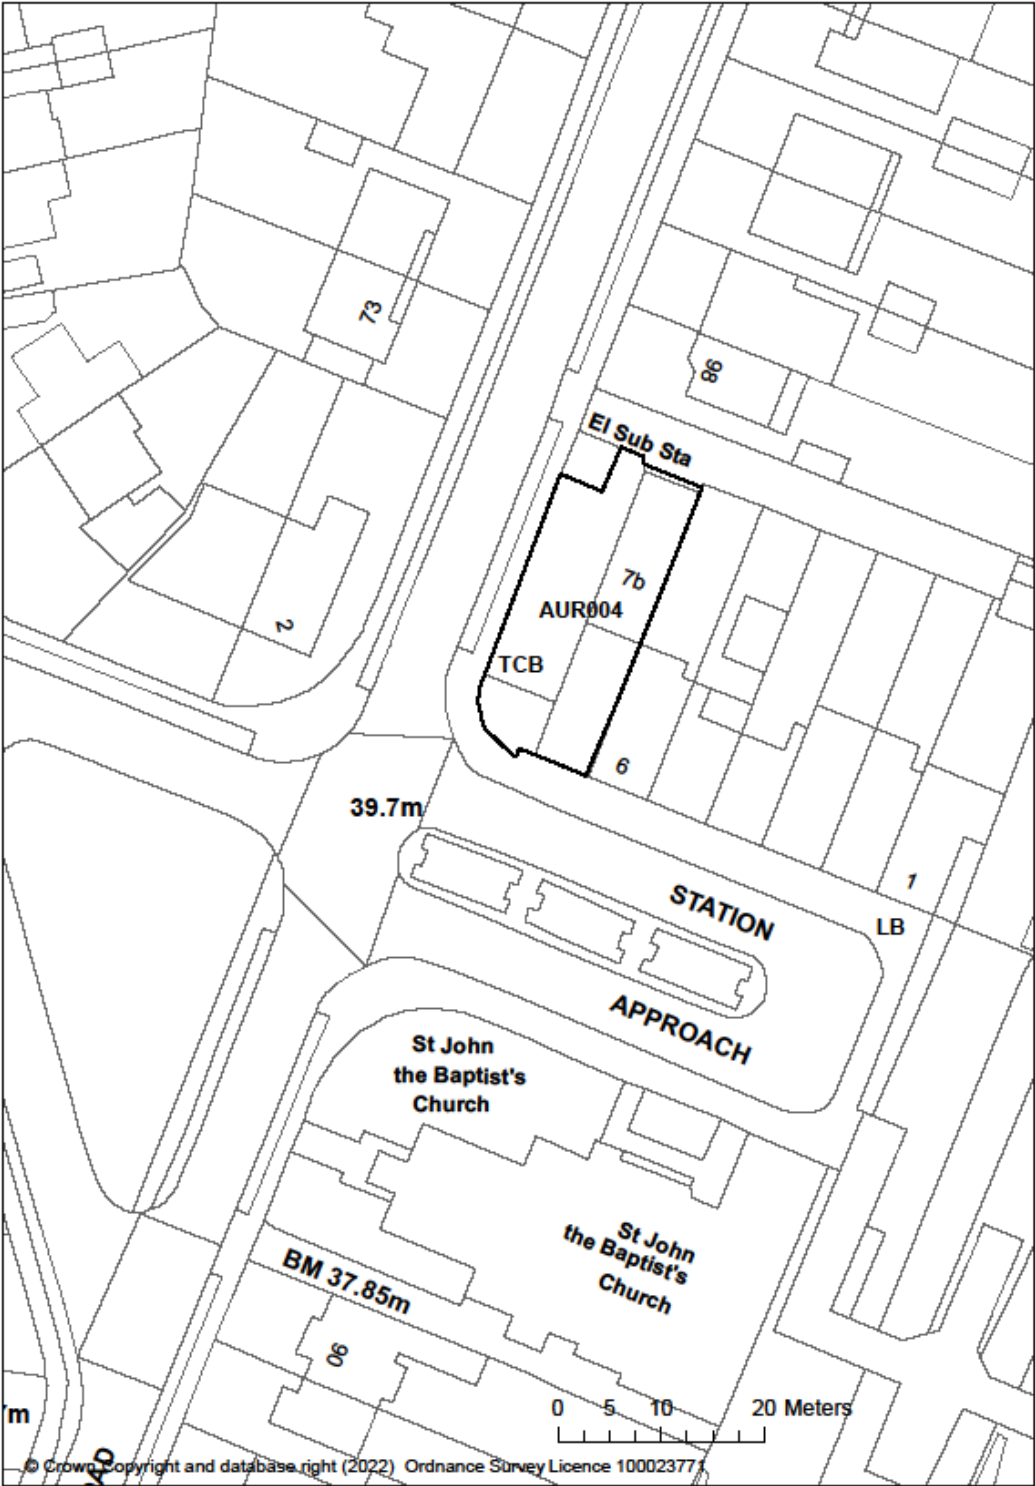 73
86
El Sub Sta
7b
AUR004
2
TCB
6
39.7m
1
STATION
LB
APPROACH
St John
the Baptist's
Church
St John
the Baptist's
Church
BM 37.85m
90
0 5 10 20 Meters
© Crown Copyright and database right (2022) Ordnance Survey Licence 100023771